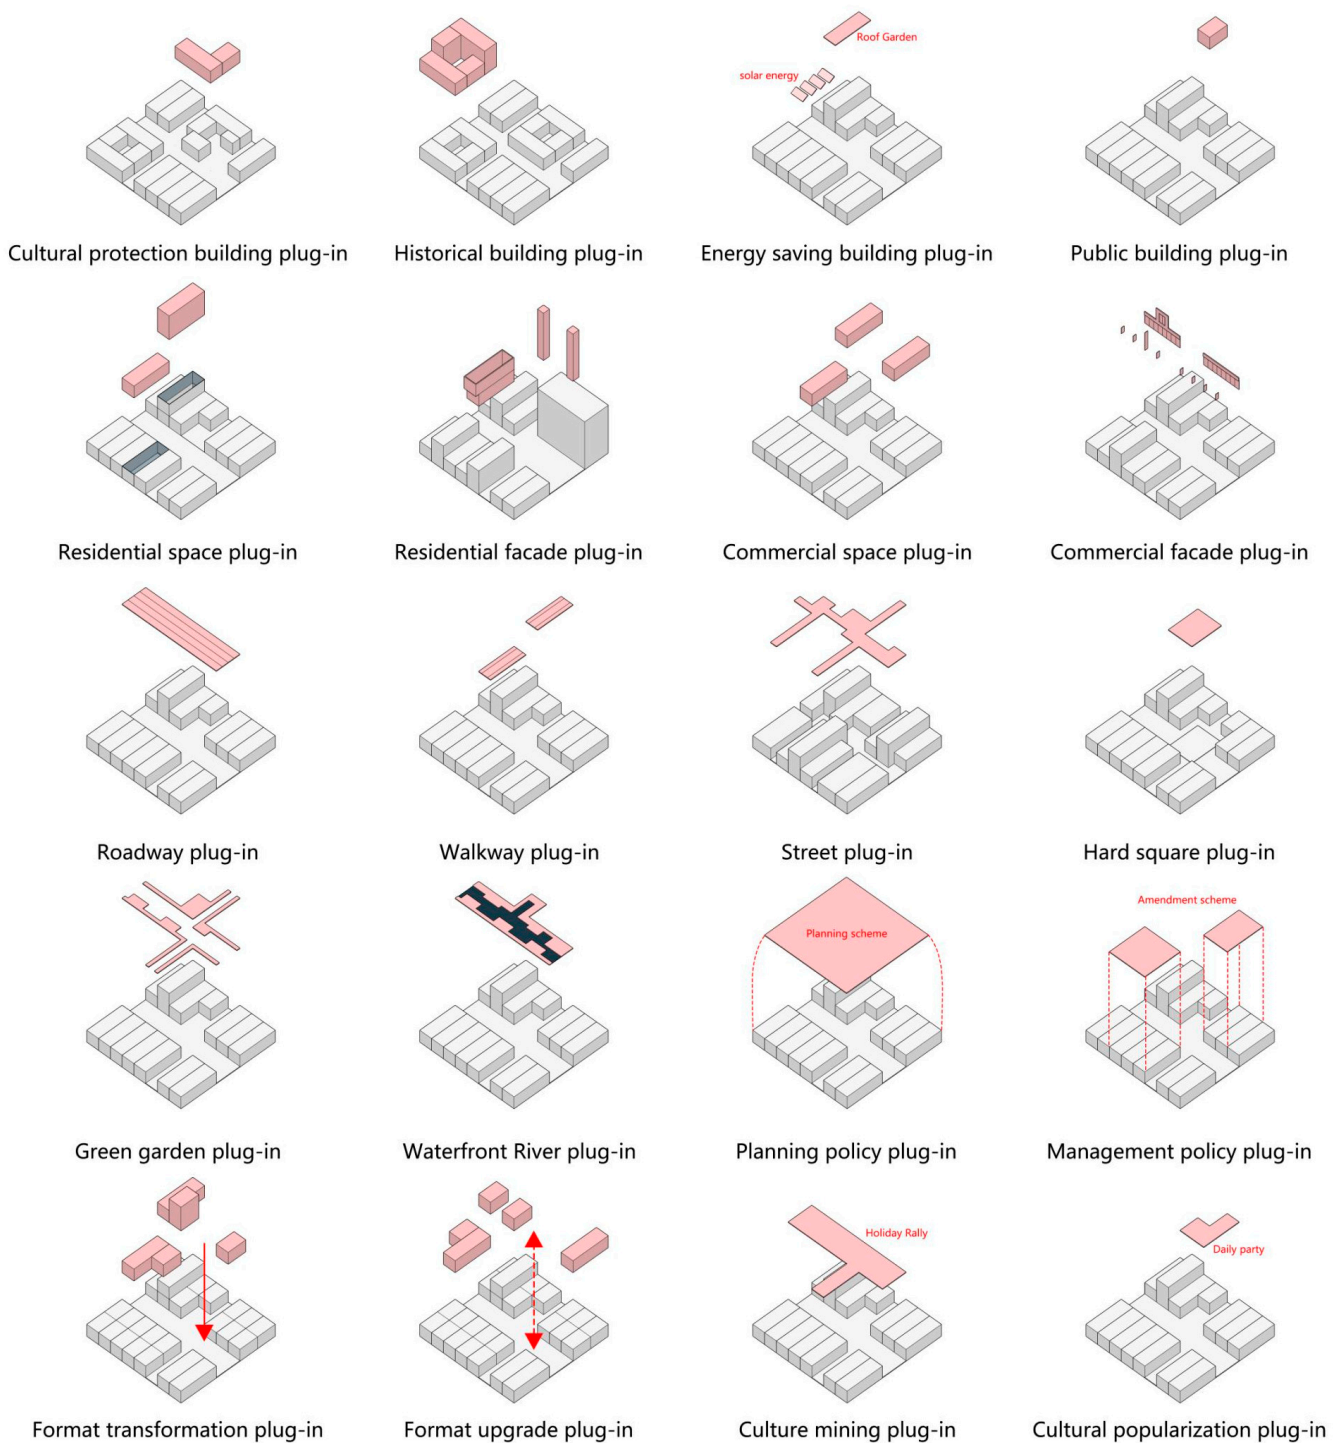 Roof Garden
solar energy
Cultural protection building plug-in
Historical building plug-in
Energy saving building plug-in
Public building plug-in
Residential space plug-in
Residential facade plug-in
Commercial space plug-in
Commercial facade plug-in
Roadway plug-in
Walkway plug-in
Street plug-in
Hard square plug-in
Planning scheme
Amendment scheme
Green garden plug-in
Waterfront River plug-in
Planning policy plug-in
Management policy plug-in
Holiday Rally
Daily party
Format transformation plug-in
Format upgrade plug-in
Culture mining plug-in
Cultural popularization plug-in